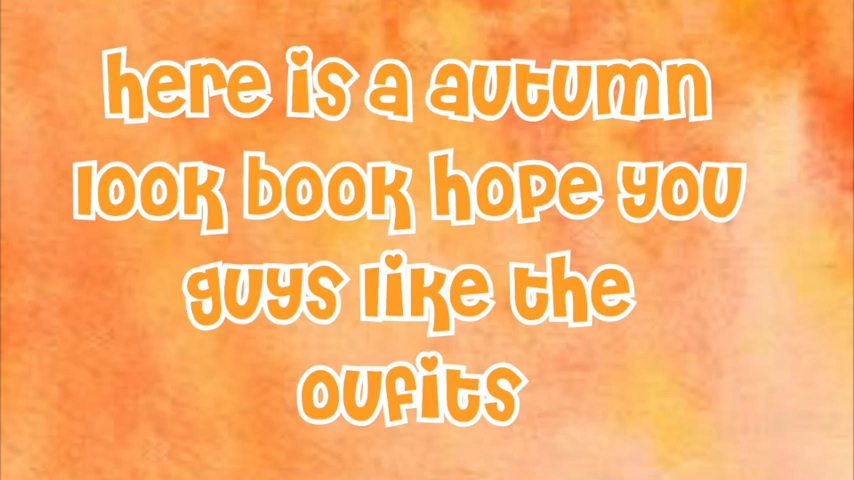 here is a autumn
look book hope you
guys like the
oufits